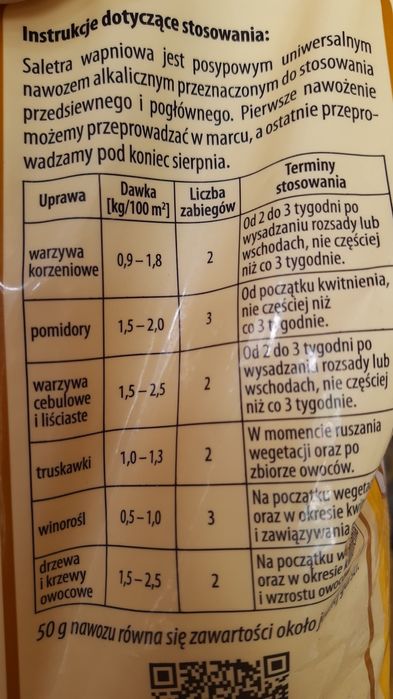 Instrukcje dotyczące stosowania:
Saletra wapniowa jest posypowym uniwersalnym
nawozem alkalicznym przeznaczonym do stosowania
przedsiewnego i pogłównego. Pierwsze nawożenie
możemy przeprowadzać w marcu, a ostatnie przepro-
wadzamy pod koniec sierpnia.
Uprawa
Dawka
[kg/100 m²]
Liczba
zabiegów
Terminy
stosowania
warzywa
korzeniowe
0,9 – 1,8
2
Od 2 do 3 tygodni po
wysadzaniu rozsady lub
wschodach, nie częściej
niż co 3 tygodnie.
pomidory
1,5 – 2,0
3
Od początku kwitnienia,
nie częściej niż
co 3 tygodnie.
warzywa
cebulowe
i liściaste
1,5 – 2,5
2
Od 2 do 3 tygodni po
wysadzaniu rozsady lub
wschodach, nie częściej
niż co 3 tygodnie.
truskawki
1,0 – 1,3
2
W momencie ruszania
wegetacji oraz po
zbiorze owoców.
winorośl
0,5 – 1,0
3
Na początku
oraz w okresie
i zawiązywania
drzewa
i krzewy
owocowe
1,5 – 2,5
2
Na początku
oraz w okresie
i wzrostu
50 g nawozu równa się zawartości około